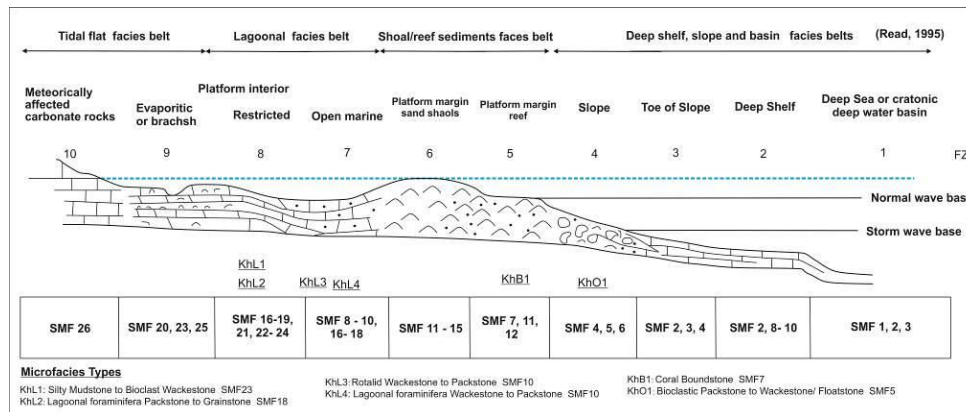 Tidal flat facies belt
Lagoonal facies belt
Shoal/reef sediments faces belt
Deep shelf, slope and basin facies belts
(Read, 1995)
Meteorically
affected
carbonate rocks
Evaporitic
or brachsh
Platform interior
Restricted
Open marine
Platform margin
sand shaols
Platform margin
reef
Slope
Toe of Slope
Deep Shelf
Deep Sea or cratonic
deep water basin
10
9
8
7
6
5
4
3
2
1
FZ
Normal wave bas
Storm wave base
KhL1
KhL2
KhL3
KhL4
KhB1
KhO1
SMF 26
SMF 20, 23, 25
SMF 16-19,
21, 22- 24
SMF 8 - 10,
16- 18
SMF 11 - 15
SMF 7, 11,
12
SMF 4, 5, 6
SMF 2, 3, 4
SMF 2, 8- 10
SMF 1, 2, 3
Microfacies Types
KhL1: Silty Mudstone to Bioclast Wackestone SMF23
KhL2: Lagoonal foraminifera Packstone to Grainstone SMF18
KhL3: Rotalid Wackestone to Packstone SMF10
KhL4: Lagoonal foraminifera Wackestone to Packstone SMF10
KhB1: Coral Boundstone SMF7
KhO1: Bioclastic Packstone to Wackestone/ Floatstone SMF5